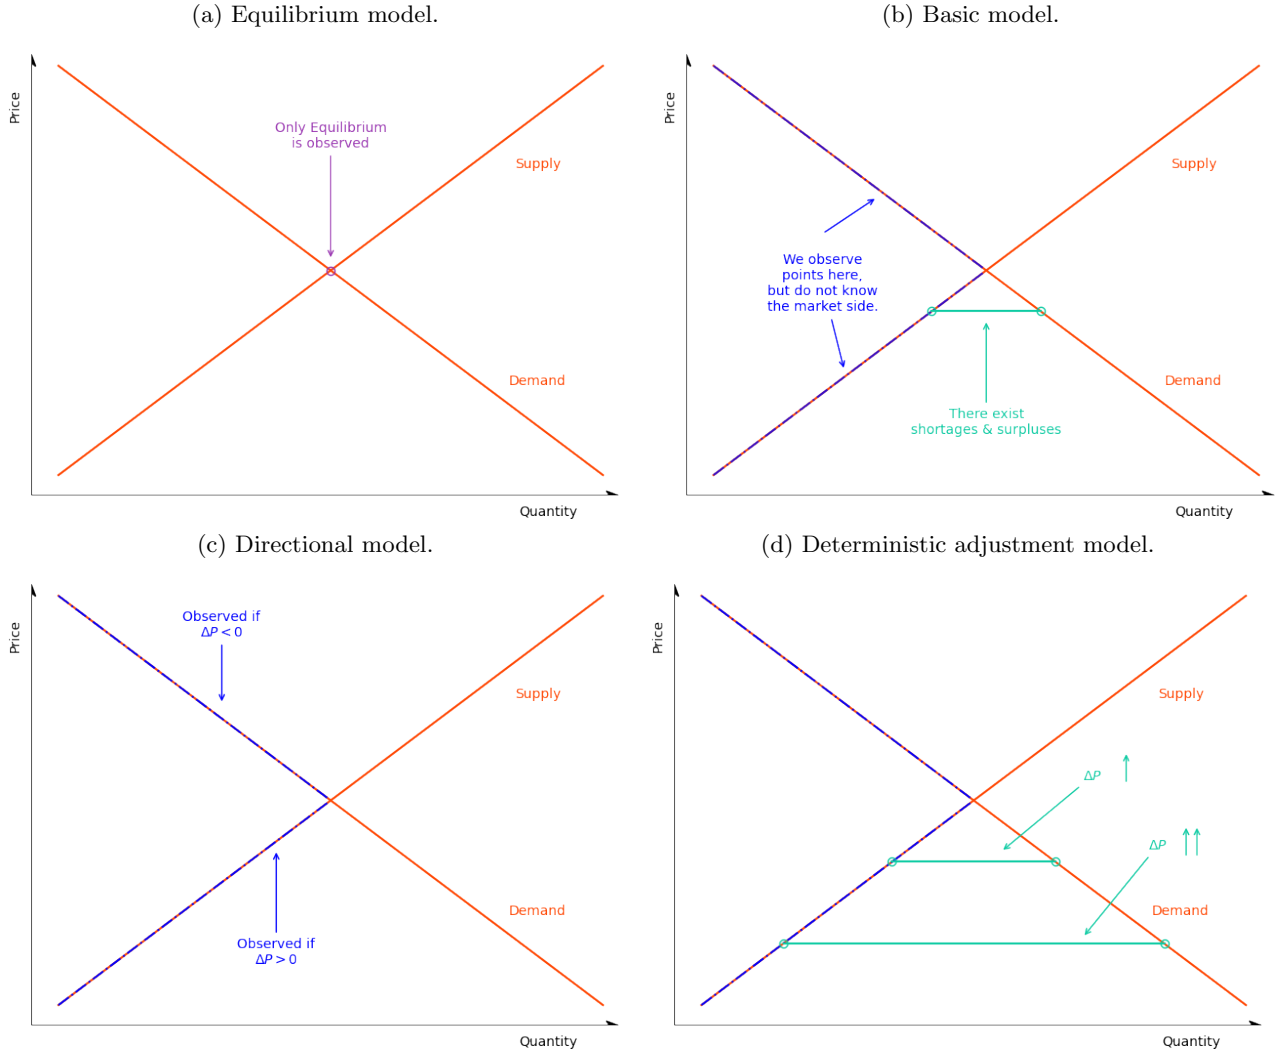 (a) Equilibrium model.
Price
Only Equilibrium
is observed
Supply
Demand
Quantity
(b) Basic model.
Price
Supply
We observe
points here,
but do not know
the market side.
Demand
There exist
shortages & surpluses
Quantity
(c) Directional model.
Price
Observed if
ΔP < 0
Supply
Demand
Observed if
ΔP > 0
Quantity
(d) Deterministic adjustment model.
Price
Supply
ΔP
ΔP
Demand
Quantity